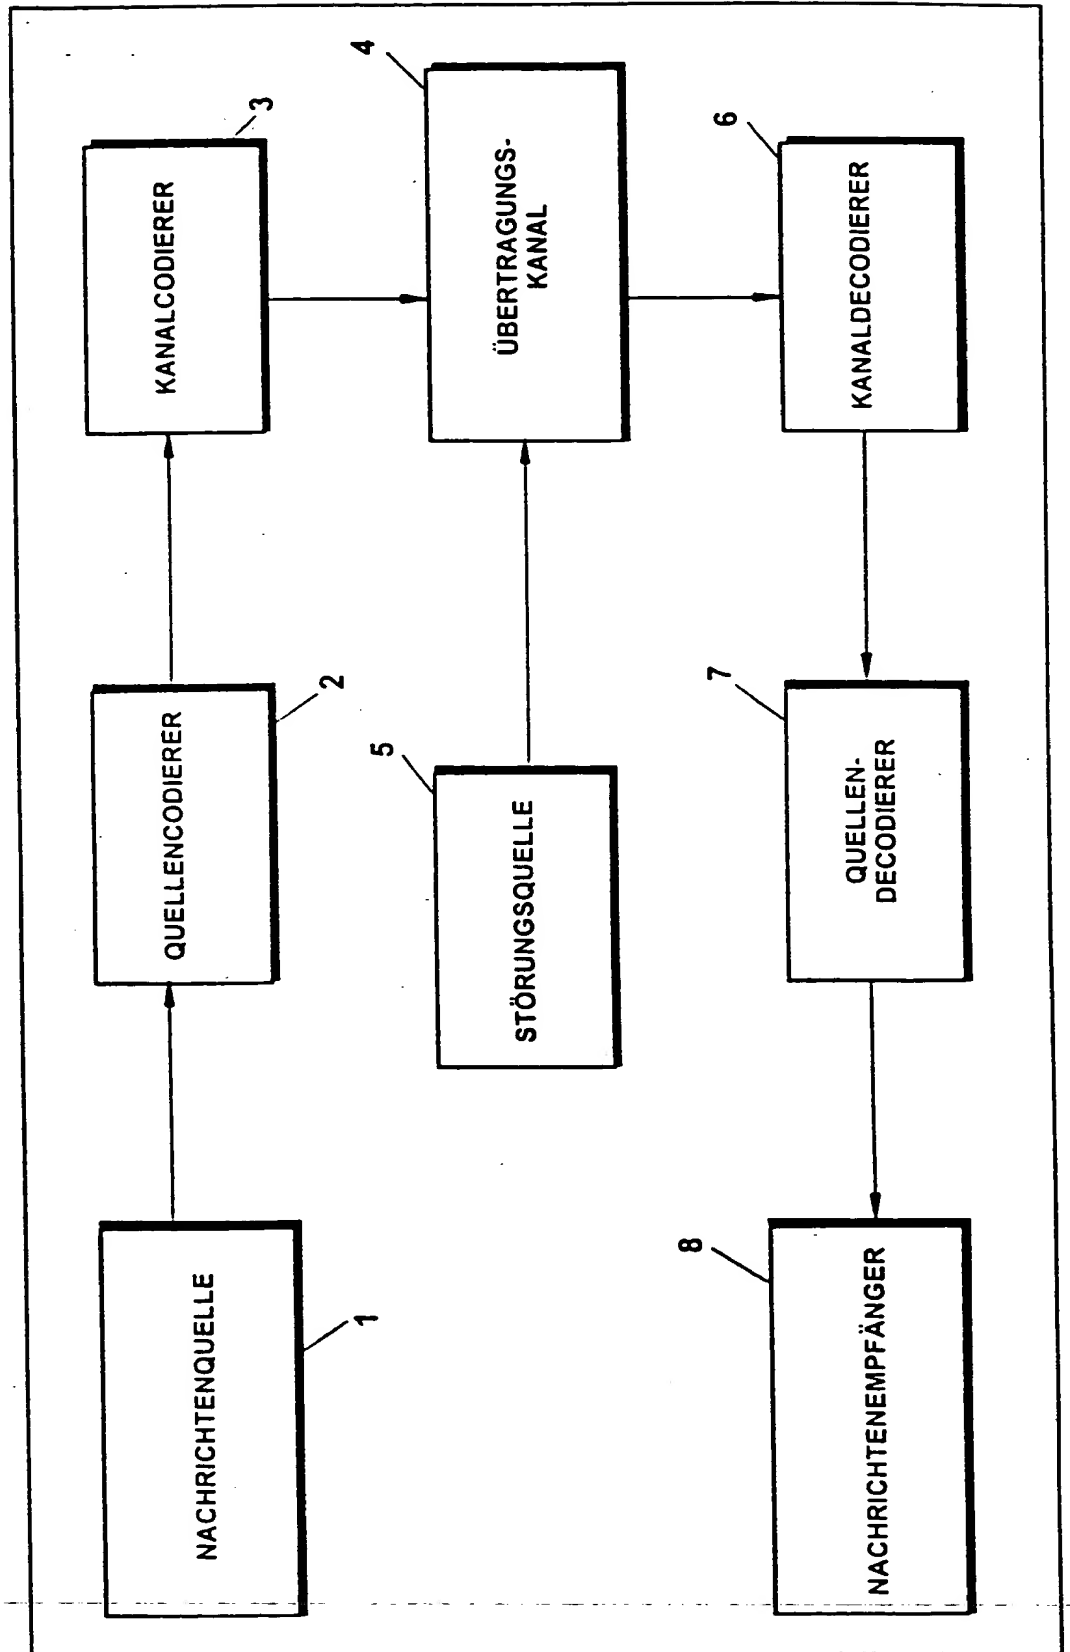 NACHRICHTENQUELLE
1
QUELLENCODIERER
2
KANALCODIERER
3
STÖRUNGSQUELLE
5
ÜBERTRAGUNGS-
KANAL
4
NACHRICHTENEMPFÄNGER
8
QUELLEN-
DECODIERER
7
KANALDECODIERER
6